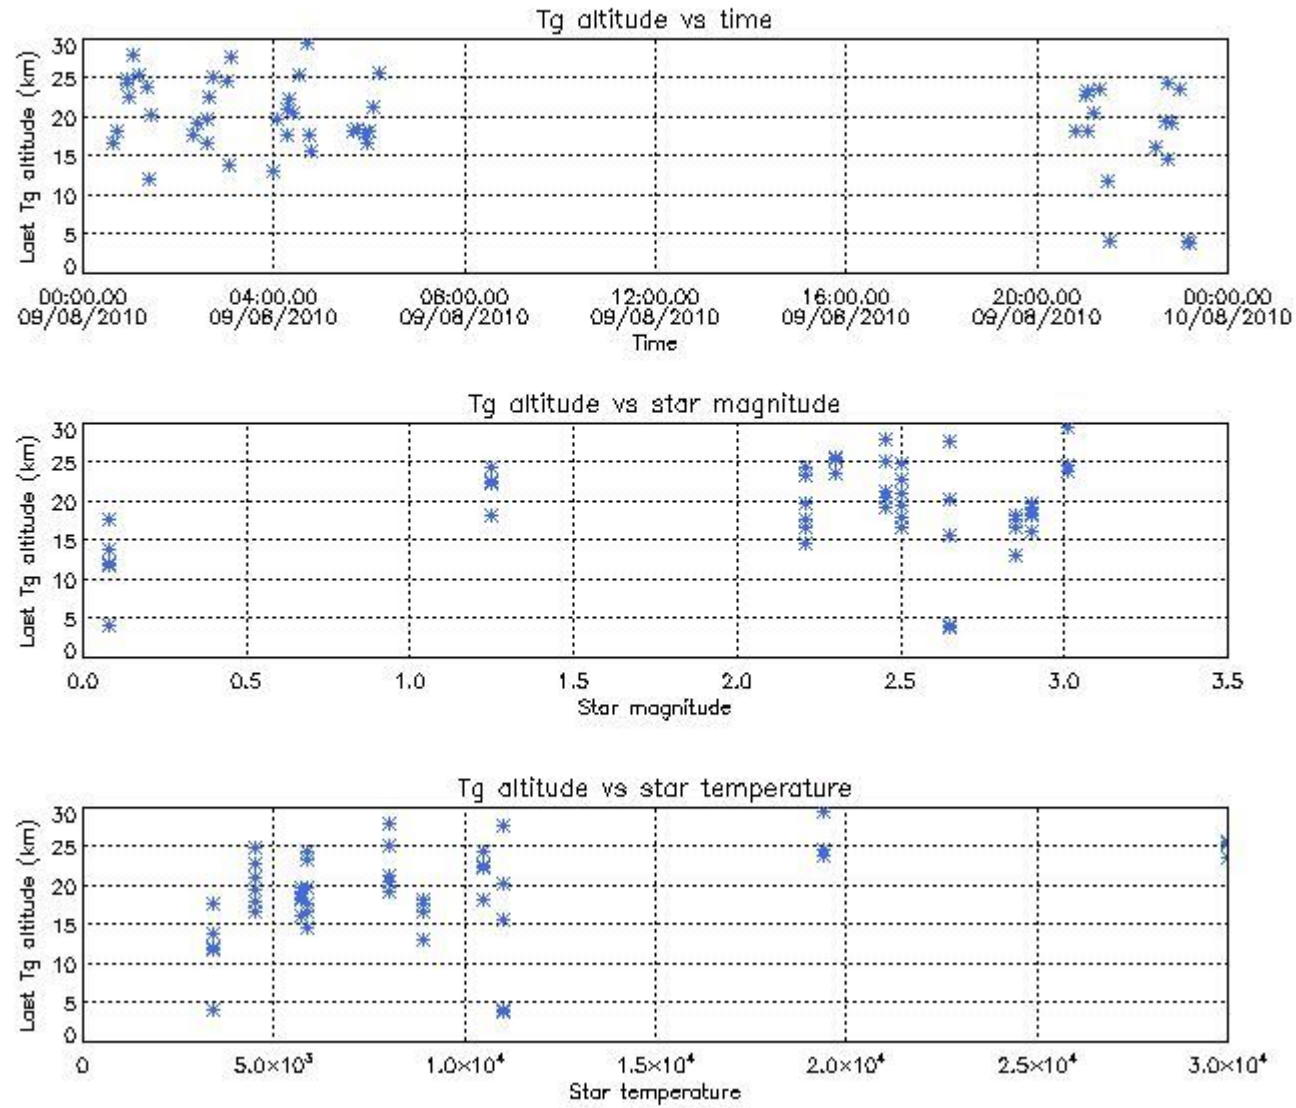 Tg altitude vs time
Last Tg altitude (km)
30
25
20
15
10
5
0
00:00.00 04:00.00 08:00.00 12:00.00 16:00.00 20:00.00 00:00.00
09/08/2010 09/08/2010 09/08/2010 09/08/2010 09/08/2010 09/08/2010 10/08/2010
Time
Tg altitude vs star magnitude
Last Tg altitude (km)
30
25
20
15
10
5
0
0.0 0.5 1.0 1.5 2.0 2.5 3.0 3.5
Star magnitude
Tg altitude vs star temperature
Last Tg altitude (km)
30
25
20
15
10
5
0
0 5.0×10³ 1.0×10⁴ 1.5×10⁴ 2.0×10⁴ 2.5×10⁴ 3.0×10⁴
Star temperature